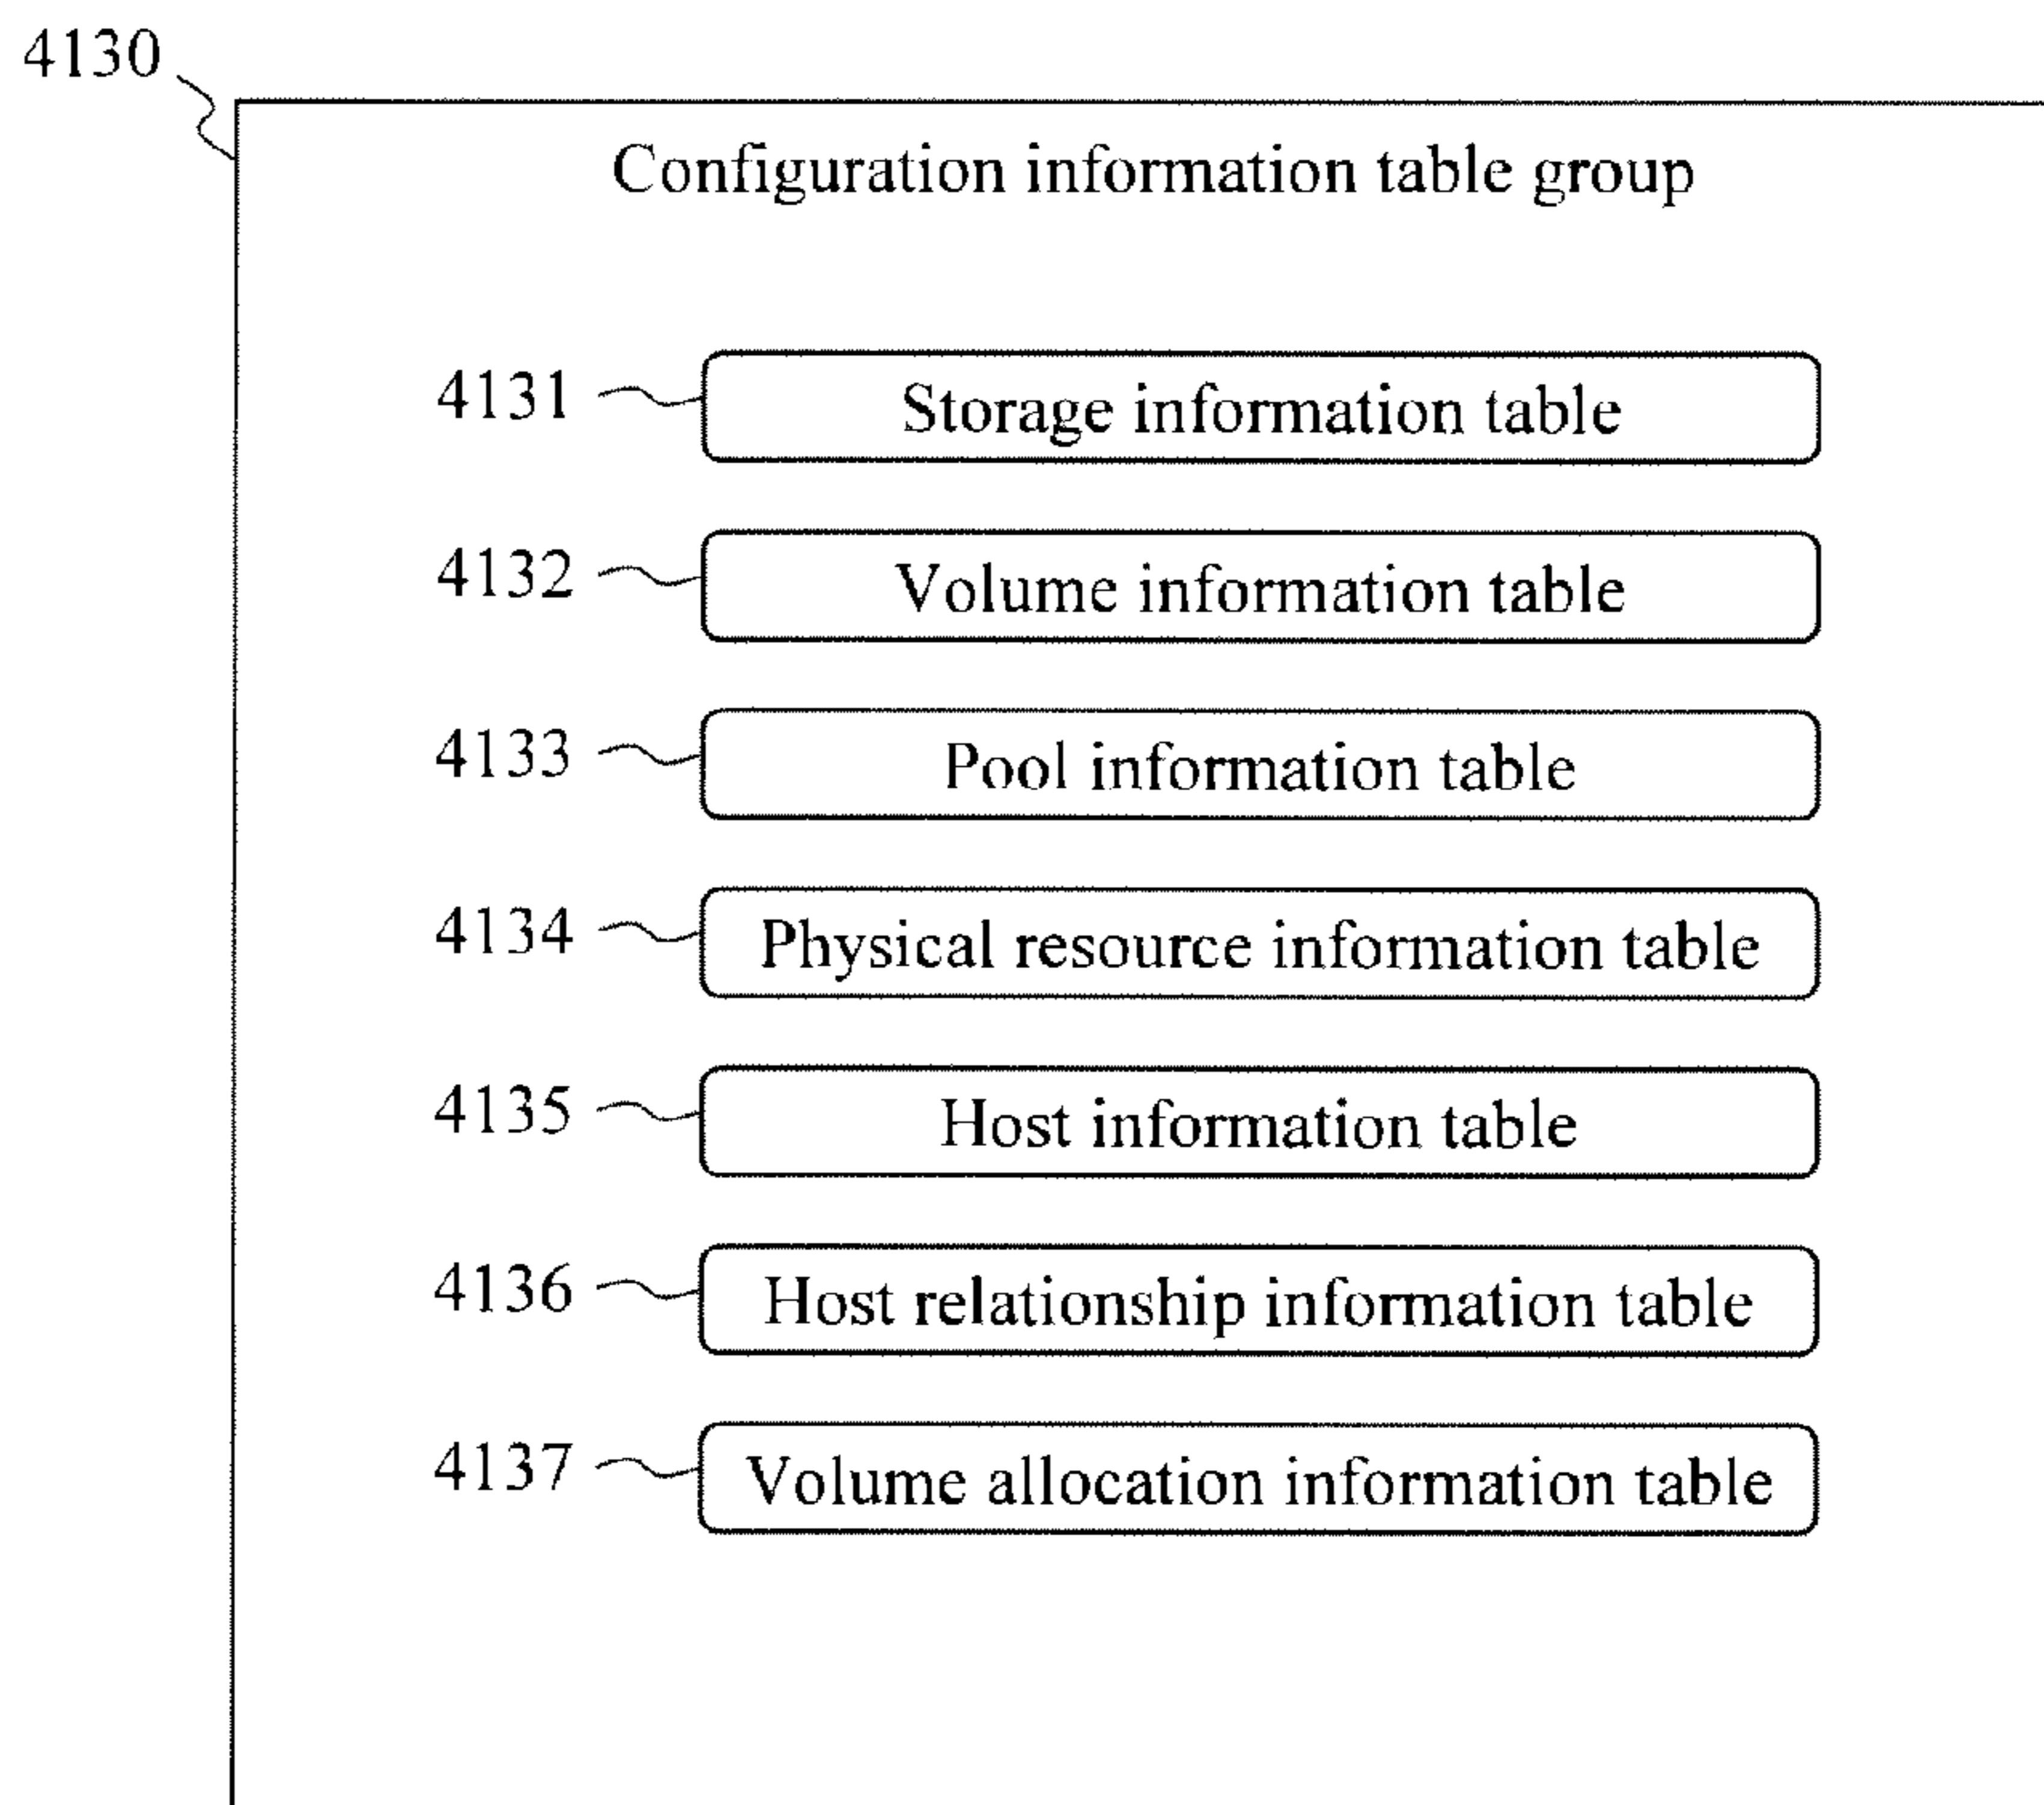 4130
Configuration information table group
4131 Storage information table
4132 Volume information table
4133 Pool information table
4134 Physical resource information table
4135 Host information table
4136 Host relationship information table
4137 Volume allocation information table